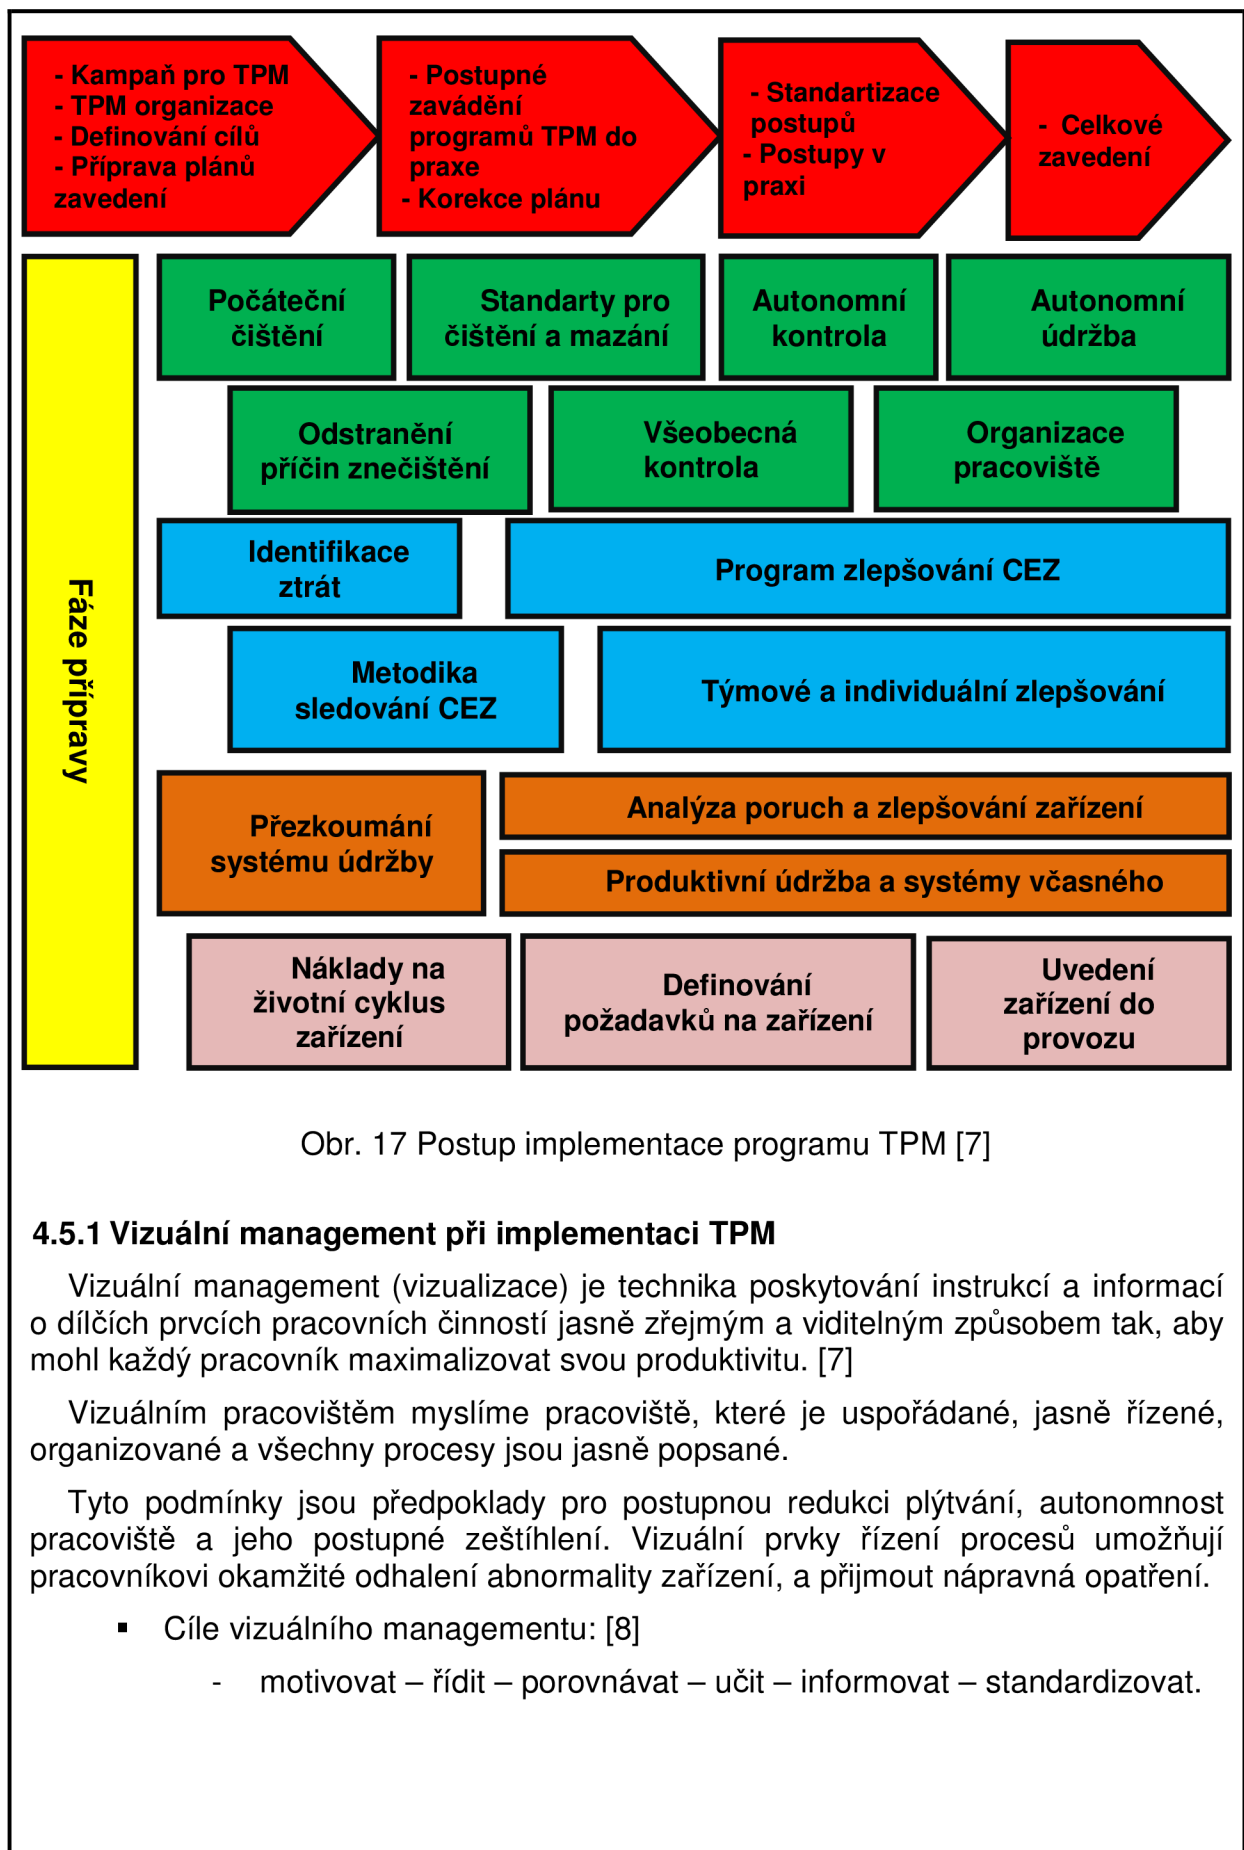 - Kampaň pro TPM
- TPM organizace
- Definování cílů
- Příprava plánů
zavedení
- Postupné
zavádění
programů TPM do
praxe
- Korekce plánu
- Standartizace
postupů
- Postupy v
praxi
- Celkové
zavedení
Fáze přípravy
Počáteční
čištění
Standarty pro
čištění a mazání
Autonomní
kontrola
Autonomní
údržba
Odstranění
příčin znečištění
Všeobecná
kontrola
Organizace
pracoviště
Identifikace
ztrát
Program zlepšování CEZ
Metodika
sledování CEZ
Týmové a individuální zlepšování
Přezkoumání
systému údržby
Analýza poruch a zlepšování zařízení
Produktivní údržba a systémy včasného
Náklady na
životní cyklus
zařízení
Definování
požadavků na zařízení
Uvedení
zařízení do
provozu
Obr. 17 Postup implementace programu TPM [7]
4.5.1 Vizuální management při implementaci TPM
Vizuální management (vizualizace) je technika poskytování instrukcí a informací
o dílčích prvcích pracovních činností jasně zřejmým a viditelným způsobem tak, aby
mohl každý pracovník maximalizovat svou produktivitu. [7]
Vizuálním pracovištěm myslíme pracoviště, které je uspořádané, jasně řízené,
organizované a všechny procesy jsou jasně popsané.
Tyto podmínky jsou předpoklady pro postupnou redukci plýtvání, autonomnost
pracoviště a jeho postupné zeštíhlení. Vizuální prvky řízení procesů umožňují
pracovníkovi okamžité odhalení abnormality zařízení, a přijmout nápravná opatření.
▪ Cíle vizuálního managementu: [8]
- motivovat – řídit – porovnávat – učit – informovat – standardizovat.